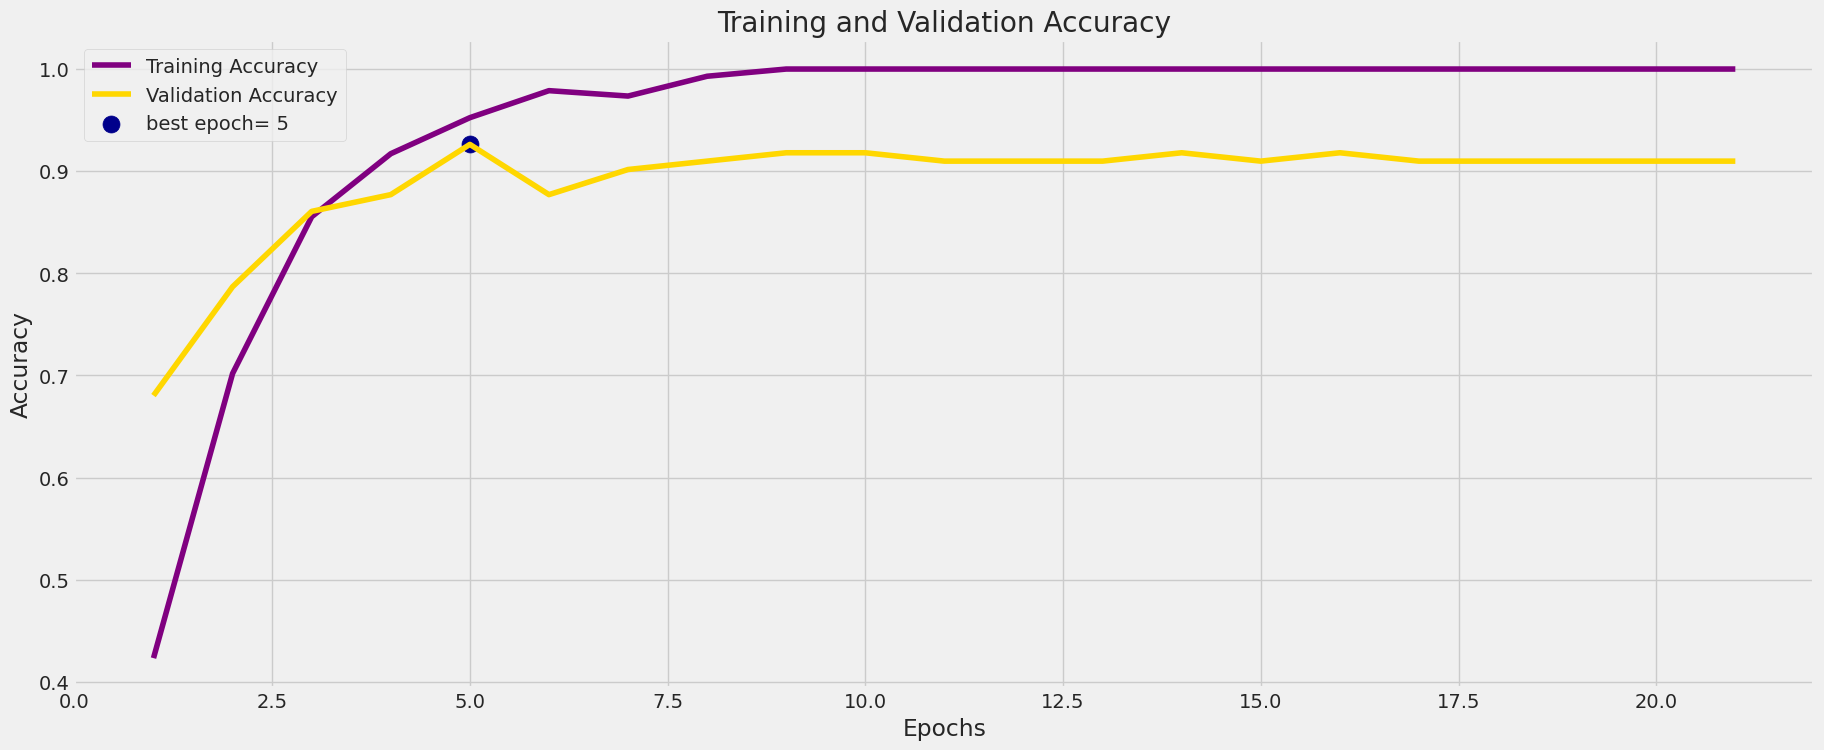 Training and Validation Accuracy
Training Accuracy
Validation Accuracy
best epoch= 5
Accuracy
1.0
0.9
0.8
0.7
0.6
0.5
0.4
0.0 2.5 5.0 7.5 10.0 12.5 15.0 17.5 20.0
Epochs